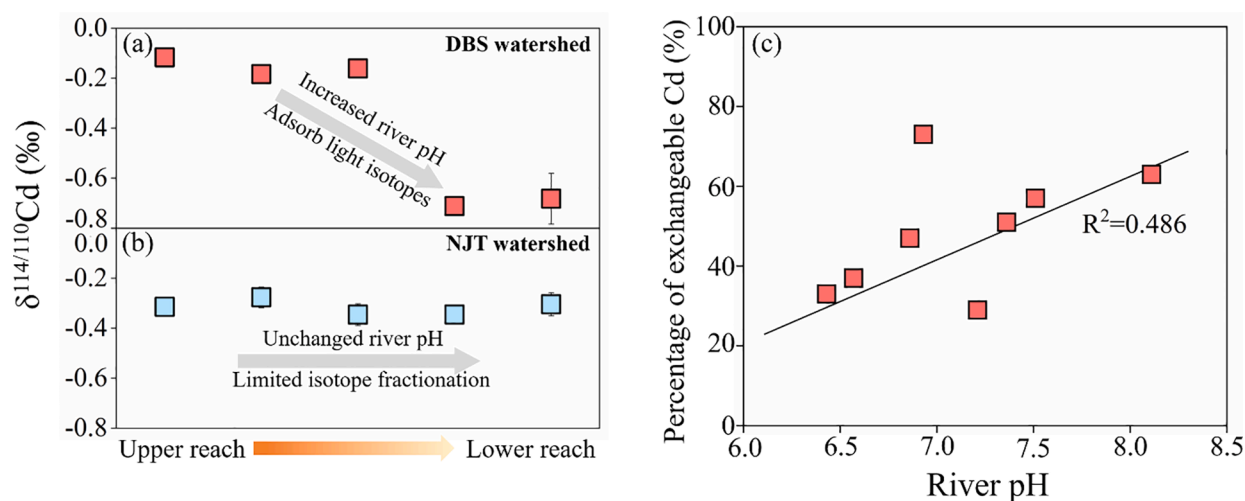 δ¹¹⁴/¹¹⁰Cd (‰)
0.0
-0.2
-0.4
-0.6
-0.8
(a)
DBS watershed
Increased river pH
Adsorb light isotopes
0.0
-0.2
-0.4
-0.6
-0.8
(b)
NJT watershed
Unchanged river pH
Limited isotope fractionation
Upper reach
Lower reach
Percentage of exchangeable Cd (%)
100
80
60
40
20
0
(c)
R²=0.486
6.0 6.5 7.0 7.5 8.0 8.5
River pH